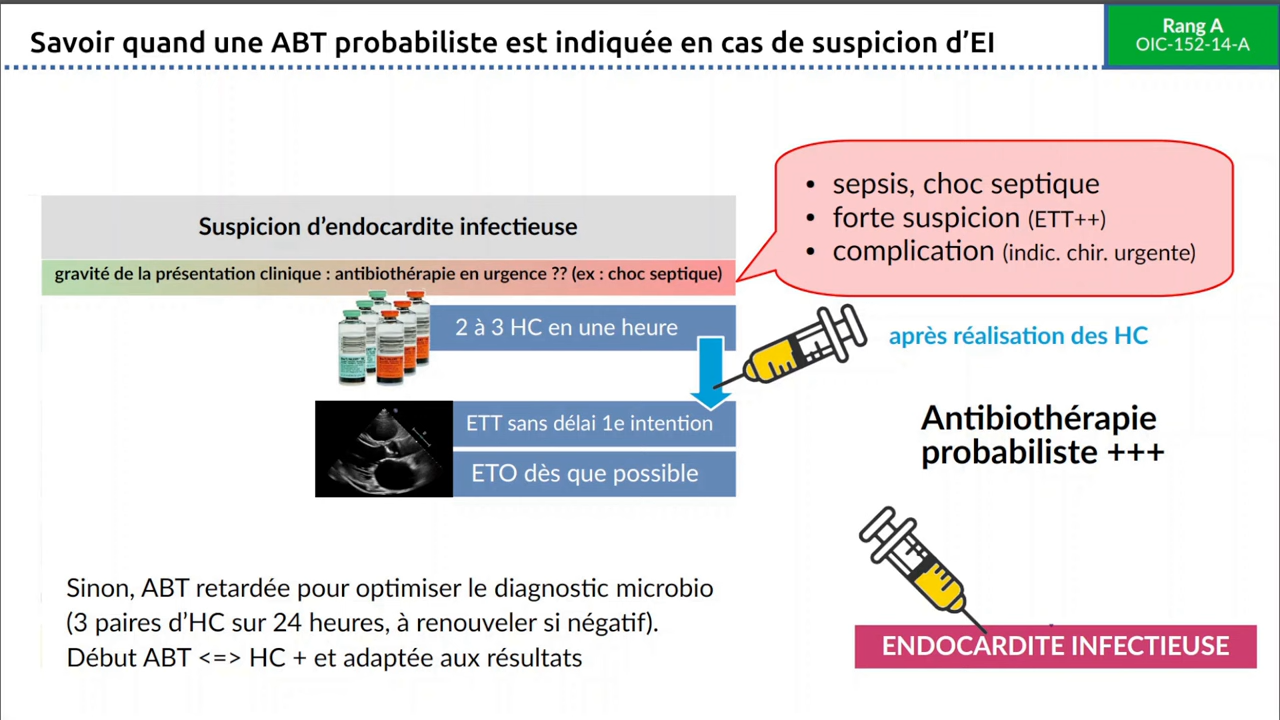 Savoir quand une ABT probabiliste est indiquée en cas de suspicion d’EI
Rang A
OIC-152-14-A
Suspicion d’endocardite infectieuse
gravité de la présentation clinique : antibiothérapie en urgence ?? (ex : choc septique)
• sepsis, choc septique
• forte suspicion (ETT++)
• complication (indic. chir. urgente)
2 à 3 HC en une heure
après réalisation des HC
ETT sans délai 1e intention
ETO dès que possible
Antibiothérapie
probabiliste +++
Sinon, ABT retardée pour optimiser le diagnostic microbio
(3 paires d’HC sur 24 heures, à renouveler si négatif).
Début ABT <=> HC + et adaptée aux résultats
ENDOCARDITE INFECTIEUSE